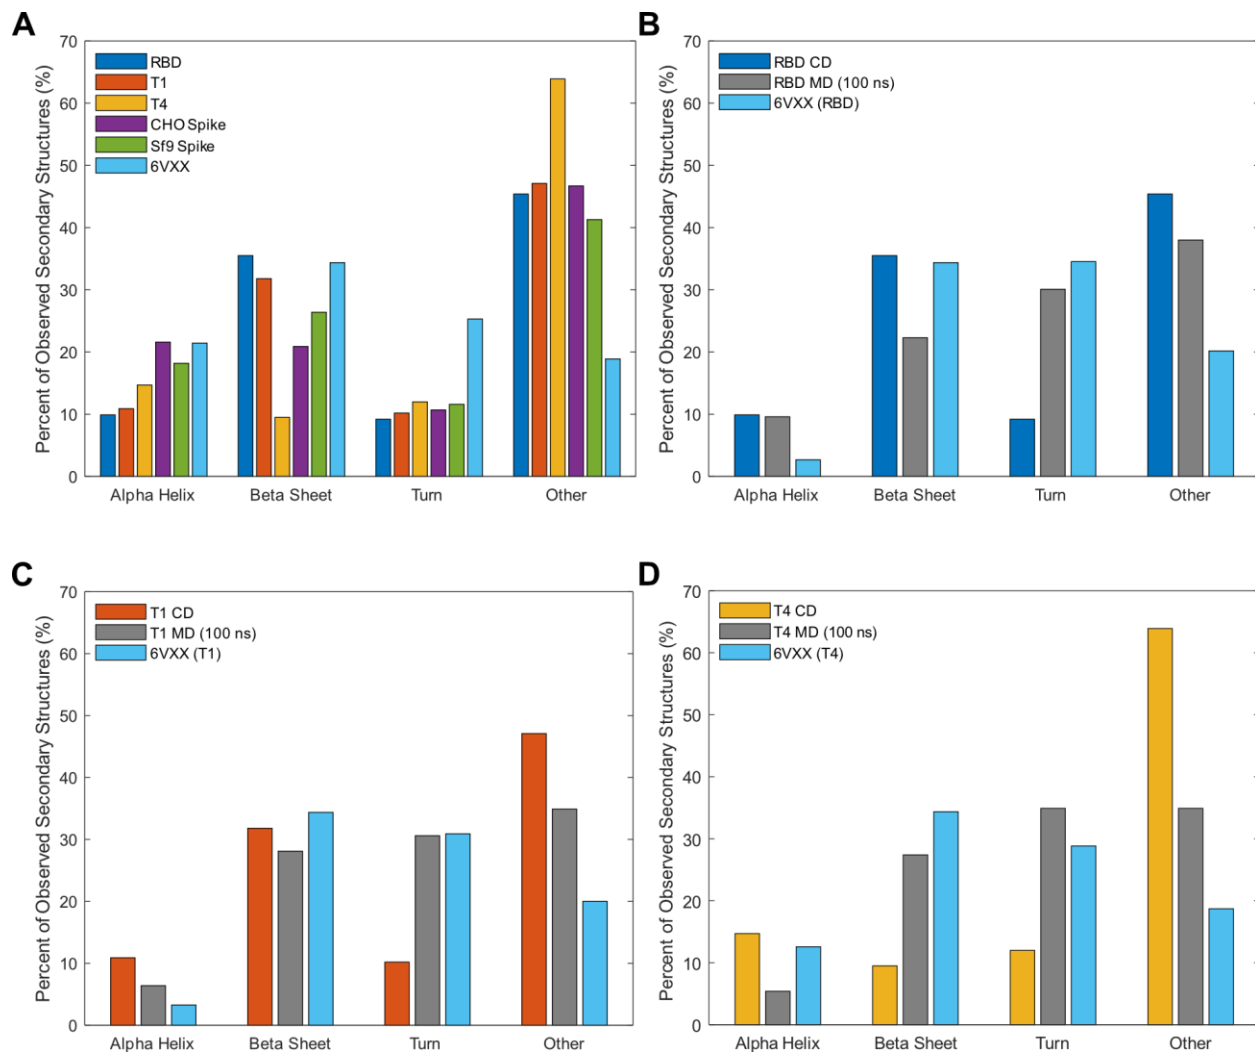 A
Percent of Observed Secondary Structures (%)
70
60
50
40
30
20
10
0
RBD
T1
T4
CHO Spike
Sf9 Spike
6VXX
Alpha Helix Beta Sheet Turn Other
B
Percent of Observed Secondary Structures (%)
70
60
50
40
30
20
10
0
RBD CD
RBD MD (100 ns)
6VXX (RBD)
Alpha Helix Beta Sheet Turn Other
C
Percent of Observed Secondary Structures (%)
70
60
50
40
30
20
10
0
T1 CD
T1 MD (100 ns)
6VXX (T1)
Alpha Helix Beta Sheet Turn Other
D
Percent of Observed Secondary Structures (%)
70
60
50
40
30
20
10
0
T4 CD
T4 MD (100 ns)
6VXX (T4)
Alpha Helix Beta Sheet Turn Other